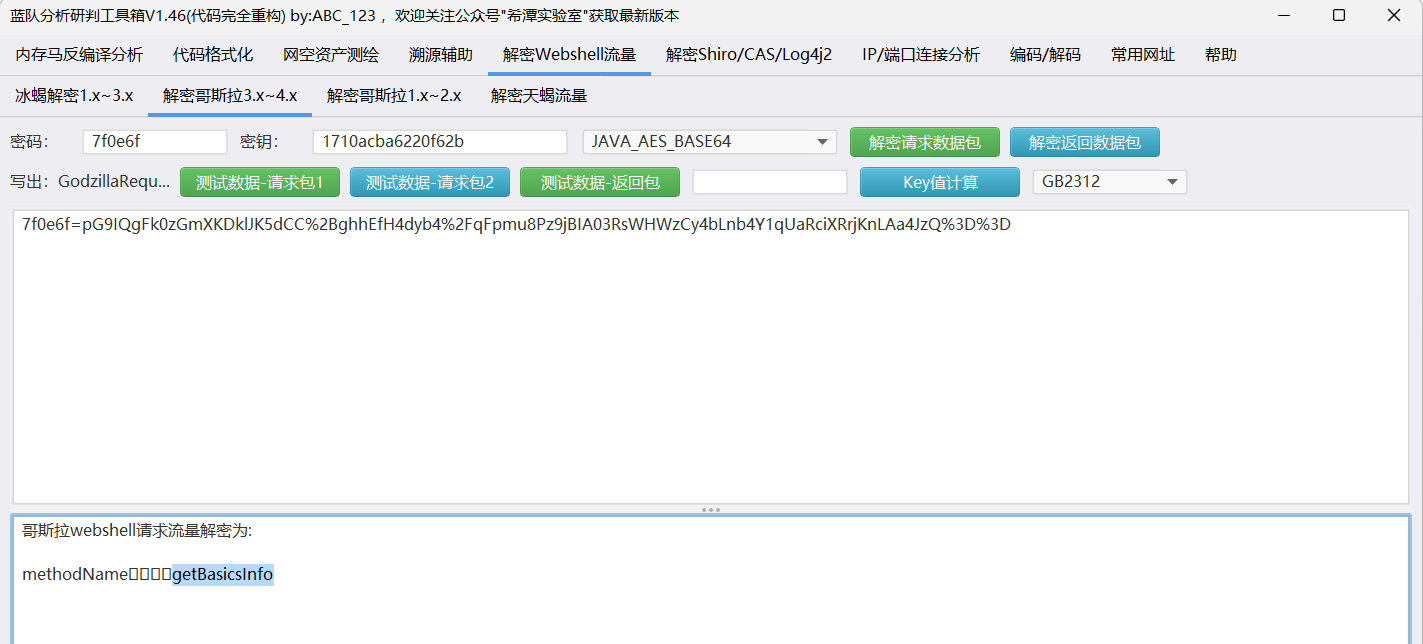 蓝队分析研判工具箱V1.46(代码完全重构) by:ABC_123 ，欢迎关注公众号"希潭实验室"获取最新版本
内存马反编译分析 代码格式化 网空资产测绘 溯源辅助 解密Webshell流量 解密Shiro/CAS/Log4j2 IP/端口连接分析 编码/解码 常用网址 帮助
冰蝎解密1.x~3.x 解密哥斯拉3.x~4.x 解密哥斯拉1.x~2.x 解密天蝎流量
密码： 7f0e6f 密钥： 1710acba6220f62b JAVA_AES_BASE64 解密请求数据包 解密返回数据包
写出：GodzillaRequ... 测试数据-请求包1 测试数据-请求包2 测试数据-返回包 Key值计算 GB2312
7f0e6f=pG9IQgFk0zGmXKDklJK5dCC%2BghhEfH4dyb4%2FqFpmu8Pz9jBIA03RsWHWzCy4bLnb4Y1qUaRciXRrjKnLAa4JzQ%3D%3D
哥斯拉webshell请求流量解密为:
methodName▯▯▯▯getBasicsInfo